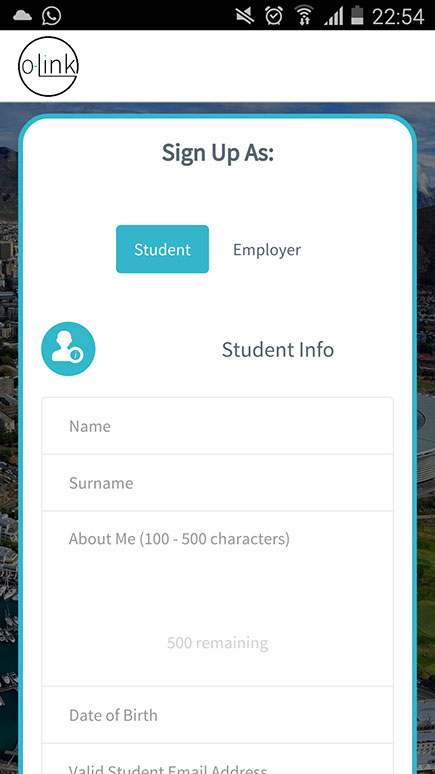 22:54
o-Link
Sign Up As:
Student Employer
Student Info
Name
Surname
About Me (100 - 500 characters)
500 remaining
Date of Birth
Valid Student Email Address